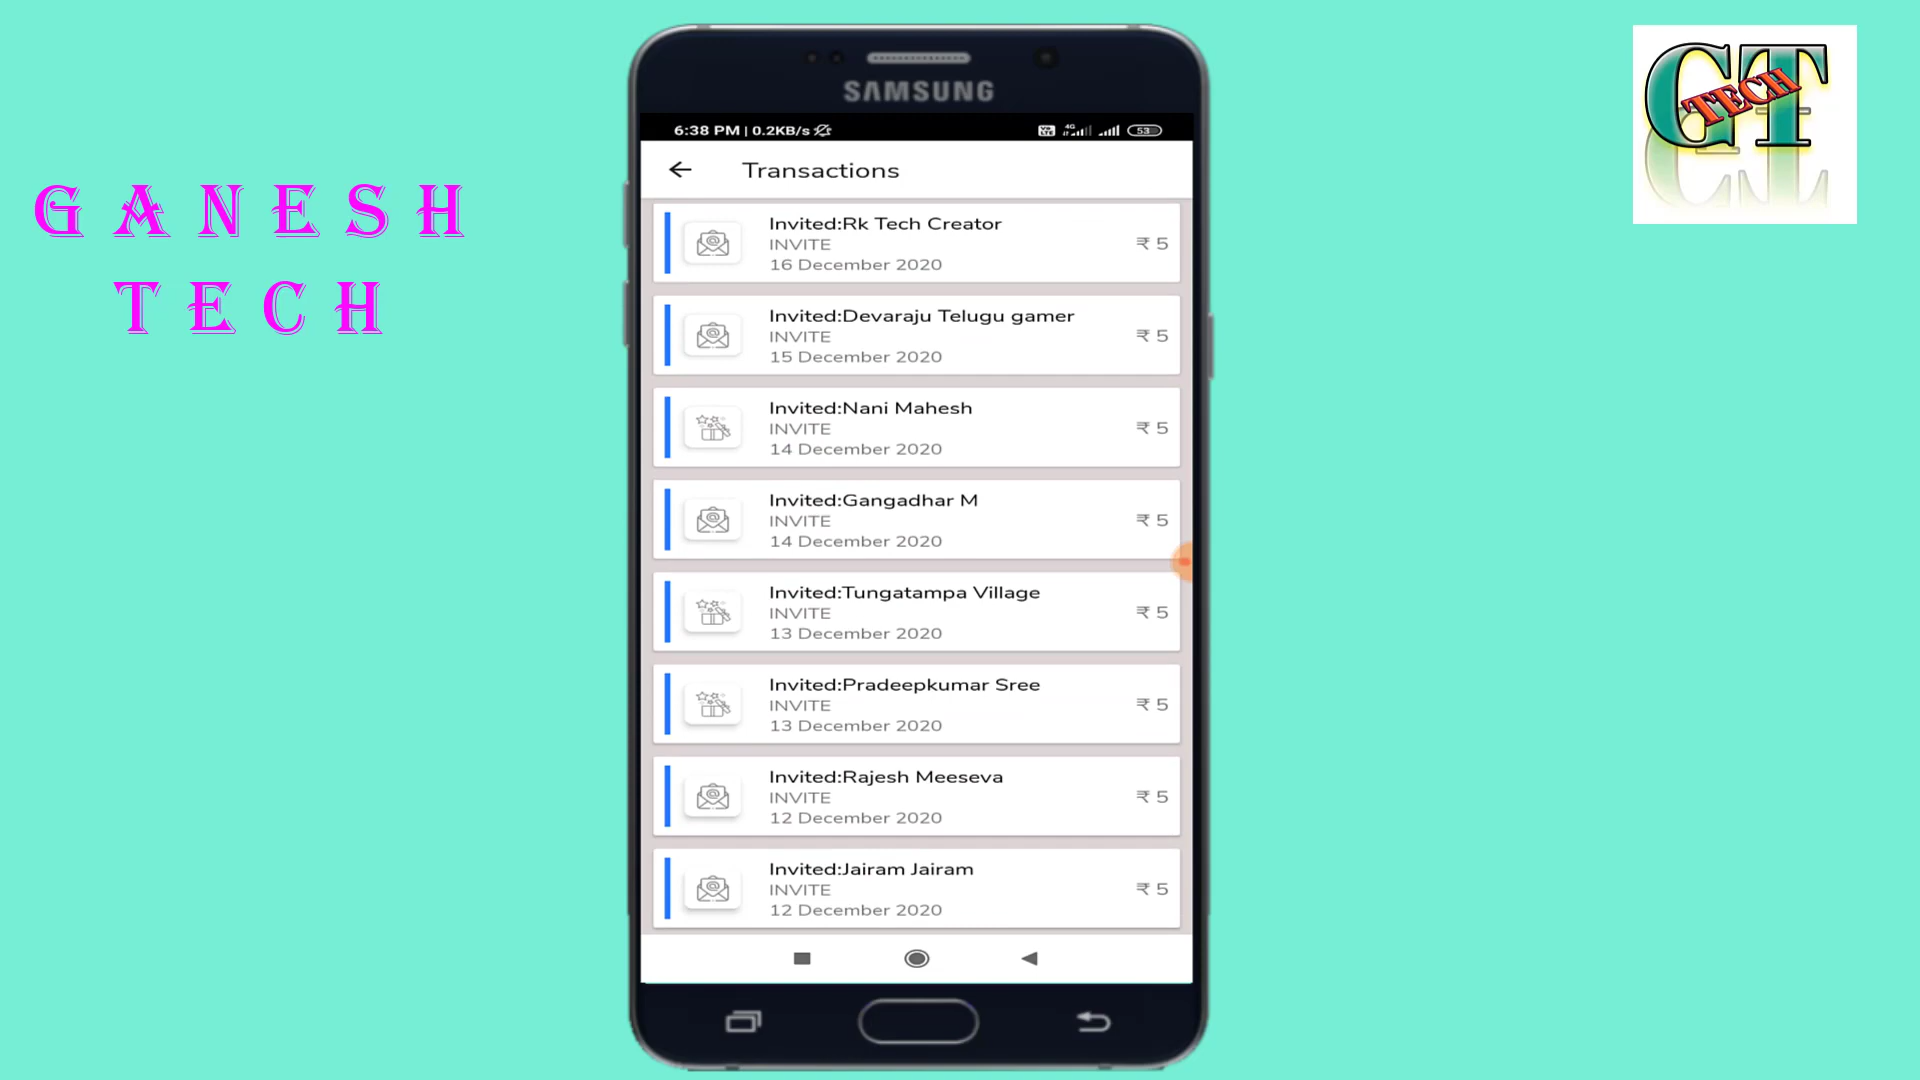 GANESH
TECH
GT
TECH
SAMSUNG
6:38 PM | 0.2KB/s
4G
53
Transactions
Invited:Rk Tech Creator
INVITE
16 December 2020
₹ 5
Invited:Devaraju Telugu gamer
INVITE
15 December 2020
₹ 5
Invited:Nani Mahesh
INVITE
14 December 2020
₹ 5
Invited:Gangadhar M
INVITE
14 December 2020
₹ 5
Invited:Tungatampa Village
INVITE
13 December 2020
₹ 5
Invited:Pradeepkumar Sree
INVITE
13 December 2020
₹ 5
Invited:Rajesh Meeseva
INVITE
12 December 2020
₹ 5
Invited:Jairam Jairam
INVITE
12 December 2020
₹ 5